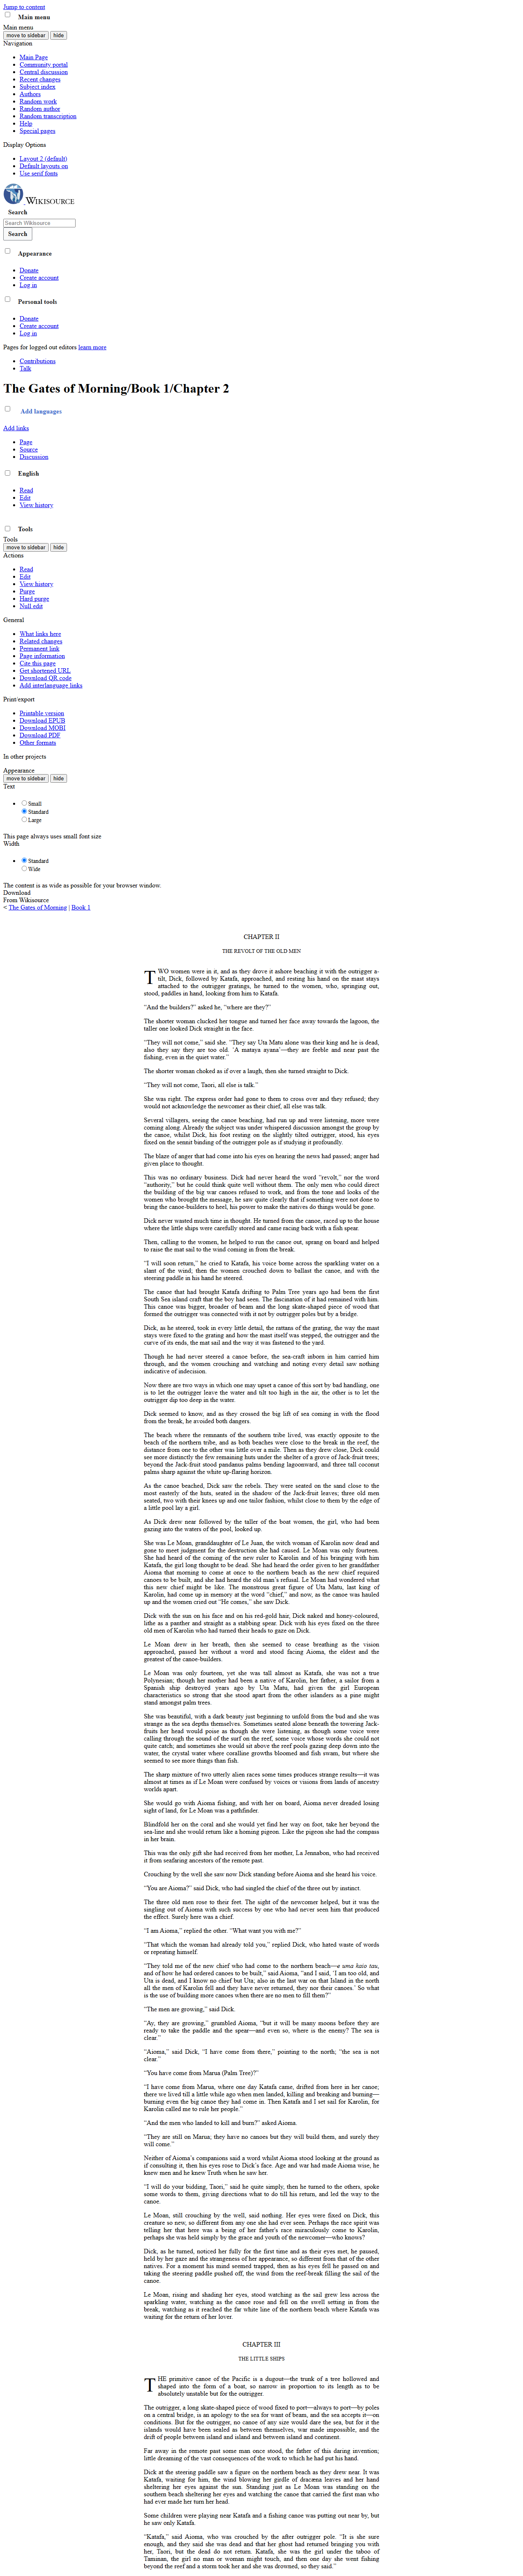 Jump to content
Main menu
Main menu
move to sidebar hide
Navigation
Main Page
Community portal
Central discussion
Recent changes
Subject index
Authors
Random work
Random author
Random transcription
Help
Special pages
Display Options
Layout 2 (default)
Default layouts on
Use serif fonts
WIKISOURCE
Search
Search Wikisource
Search
Appearance
Donate
Create account
Log in
Personal tools
Donate
Create account
Log in
Pages for logged out editors learn more
Contributions
Talk
The Gates of Morning/Book 1/Chapter 2
Add languages
Add links
Page
Source
Discussion
English
Read
Edit
View history
Tools
Tools
move to sidebar hide
Actions
Read
Edit
View history
Purge
Hard purge
Null edit
General
What links here
Related changes
Permanent link
Page information
Cite this page
Get shortened URL
Download QR code
Add interlanguage links
Print/export
Printable version
Download EPUB
Download MOBI
Download PDF
Other formats
In other projects
Appearance
move to sidebar hide
Text
Small
Standard
Large
This page always uses small font size
Width
Standard
Wide
The content is as wide as possible for your browser window.
Download
From Wikisource
< The Gates of Morning | Book 1
CHAPTER II
THE REVOLT OF THE OLD MEN
TWO women were in it, and as they drove it ashore beaching it with the outrigger a-
tilt, Dick, followed by Katafa, approached, and resting his hand on the mast stays
attached to the outrigger gratings, he turned to the women, who, springing out,
stood, paddles in hand, looking from him to Katafa.
“And the builders?” asked he, “where are they?”
The shorter woman clucked her tongue and turned her face away towards the lagoon, the
taller one looked Dick straight in the face.
“They will not come,” said she. “They say Uta Matu alone was their king and he is dead,
also they say they are too old. ‘A mataya ayana’—they are feeble and near past the
fishing, even in the quiet water.”
The shorter woman choked as if over a laugh, then she turned straight to Dick.
“They will not come, Taori, all else is talk.”
She was right. The express order had gone to them to cross over and they refused; they
would not acknowledge the newcomer as their chief, all else was talk.
Several villagers, seeing the canoe beaching, had run up and were listening, more were
coming along. Already the subject was under whispered discussion amongst the group by
the canoe, whilst Dick, his foot resting on the slightly tilted outrigger, stood, his eyes
fixed on the sennit binding of the outrigger pole as if studying it profoundly.
The blaze of anger that had come into his eyes on hearing the news had passed; anger had
given place to thought.
This was no ordinary business. Dick had never heard the word “revolt,” nor the word
“authority,” but he could think quite well without them. The only men who could direct
the building of the big war canoes refused to work, and from the tone and looks of the
women who brought the message, he saw quite clearly that if something were not done to
bring the canoe-builders to heel, his power to make the natives do things would be gone.
Dick never wasted much time in thought. He turned from the canoe, raced up to the house
where the little ships were carefully stored and came racing back with a fish spear.
Then, calling to the women, he helped to run the canoe out, sprang on board and helped
to raise the mat sail to the wind coming in from the break.
“I will soon return,” he cried to Katafa, his voice borne across the sparkling water on a
slant of the wind; then the women crouched down to ballast the canoe, and with the
steering paddle in his hand he steered.
The canoe that had brought Katafa drifting to Palm Tree years ago had been the first
South Sea island craft that the boy had seen. The fascination of it had remained with him.
This canoe was bigger, broader of beam and the long skate-shaped piece of wood that
formed the outrigger was connected with it not by outrigger poles but by a bridge.
Dick, as he steered, took in every little detail, the rattans of the grating, the way the mast
stays were fixed to the grating and how the mast itself was stepped, the outrigger and the
curve of its ends, the mat sail and the way it was fastened to the yard.
Though he had never steered a canoe before, the sea-craft inborn in him carried him
through, and the women crouching and watching and noting every detail saw nothing
indicative of indecision.
Now there are two ways in which one may upset a canoe of this sort by bad handling, one
is to let the outrigger leave the water and tilt too high in the air, the other is to let the
outrigger dip too deep in the water.
Dick seemed to know, and as they crossed the big lift of sea coming in with the flood
from the break, he avoided both dangers.
The beach where the remnants of the southern tribe lived, was exactly opposite to the
beach of the northern tribe, and as both beaches were close to the break in the reef, the
distance from one to the other was little over a mile. Then as they drew close, Dick could
see more distinctly the few remaining huts under the shelter of a grove of Jack-fruit trees;
beyond the Jack-fruit stood pandanus palms bending lagoonward, and three tall coconut
palms sharp against the white up-flaring horizon.
As the canoe beached, Dick saw the rebels. They were seated on the sand close to the
most easterly of the huts, seated in the shadow of the Jack-fruit leaves; three old men
seated, two with their knees up and one tailor fashion, whilst close to them by the edge of
a little pool lay a girl.
As Dick drew near followed by the taller of the boat women, the girl, who had been
gazing into the waters of the pool, looked up.
She was Le Moan, granddaughter of Le Juan, the witch woman of Karolin now dead and
gone to meet judgment for the destruction she had caused. Le Moan was only fourteen.
She had heard of the coming of the new ruler to Karolin and of his bringing with him
Katafa, the girl long thought to be dead. She had heard the order given to her grandfather
Aioma that morning to come at once to the northern beach as the new chief required
canoes to be built, and she had heard the old man’s refusal. Le Moan had wondered what
this new chief might be like. The monstrous great figure of Uta Matu, last king of
Karolin, had come up in memory at the word “chief,” and now, as the canoe was hauled
up and the women cried out “He comes,” she saw Dick.
Dick with the sun on his face and on his red-gold hair, Dick naked and honey-coloured,
lithe as a panther and straight as a stabbing spear. Dick with his eyes fixed on the three
old men of Karolin who had turned their heads to gaze on Dick.
Le Moan drew in her breath, then she seemed to cease breathing as the vision
approached, passed her without a word and stood facing Aioma, the eldest and the
greatest of the canoe-builders.
Le Moan was only fourteen, yet she was tall almost as Katafa, she was not a true
Polynesian; though her mother had been a native of Karolin, her father, a sailor from a
Spanish ship destroyed years ago by Uta Matu, had given the girl European
characteristics so strong that she stood apart from the other islanders as a pine might
stand amongst palm trees.
She was beautiful, with a dark beauty just beginning to unfold from the bud and she was
strange as the sea depths themselves. Sometimes seated alone beneath the towering Jack-
fruits her head would poise as though she were listening, as though some voice were
calling through the sound of the surf on the reef, some voice whose words she could not
quite catch; and sometimes she would sit above the reef pools gazing deep down into the
water, the crystal water where coralline growths bloomed and fish swam, but where she
seemed to see more things than fish.
The sharp mixture of two utterly alien races some times produces strange results—it was
almost at times as if Le Moan were confused by voices or visions from lands of ancestry
worlds apart.
She would go with Aioma fishing, and with her on board, Aioma never dreaded losing
sight of land, for Le Moan was a pathfinder.
Blindfold her on the coral and she would yet find her way on foot, take her beyond the
sea-line and she would return like a homing pigeon. Like the pigeon she had the compass
in her brain.
This was the only gift she had received from her mother, La Jennabon, who had received
it from seafaring ancestors of the remote past.
Crouching by the well she saw now Dick standing before Aioma and she heard his voice.
“You are Aioma?” said Dick, who had singled the chief of the three out by instinct.
The three old men rose to their feet. The sight of the newcomer helped, but it was the
singling out of Aioma with such success by one who had never seen him that produced
the effect. Surely here was a chief.
“I am Aioma,” replied the other. “What want you with me?”
“That which the woman had already told you,” replied Dick, who hated waste of words
or repeating himself.
“They told me of the new chief who had come to the northern beach—e uma kaio tau,
and of how he had ordered canoes to be built,” said Aioma, “and I said, ‘I am too old, and
Uta is dead, and I know no chief but Uta; also in the last war on that Island in the north
all the men of Karolin fell and they have never returned, they nor their canoes.’ So what
is the use of building more canoes when there are no men to fill them?”
“The men are growing,” said Dick.
“Ay, they are growing,” grumbled Aioma, “but it will be many moons before they are
ready to take the paddle and the spear—and even so, where is the enemy? The sea is
clear.”
“Aioma,” said Dick, “I have come from there,” pointing to the north; “the sea is not
clear.”
“You have come from Marua (Palm Tree)?”
“I have come from Marua, where one day Katafa came, drifted from here in her canoe;
there we lived till a little while ago when men landed, killing and breaking and burning—
burning even the big canoe they had come in. Then Katafa and I set sail for Karolin, for
Karolin called me to rule her people.”
“And the men who landed to kill and burn?” asked Aioma.
“They are still on Marua; they have no canoes but they will build them, and surely they
will come.”
Neither of Aioma’s companions said a word whilst Aioma stood looking at the ground as
if consulting it, then his eyes rose to Dick’s face. Age and war had made Aioma wise, he
knew men and he knew Truth when he saw her.
“I will do your bidding, Taori,” said he quite simply, then he turned to the others, spoke
some words to them, giving directions what to do till his return, and led the way to the
canoe.
Le Moan, still crouching by the well, said nothing. Her eyes were fixed on Dick, this
creature so new, so different from any one she had ever seen. Perhaps the race spirit was
telling her that here was a being of her father’s race miraculously come to Karolin,
perhaps she was held simply by the grace and youth of the newcomer—who knows?
Dick, as he turned, noticed her fully for the first time and as their eyes met, he paused,
held by her gaze and the strangeness of her appearance, so different from that of the other
natives. For a moment his mind seemed trapped, then as his eyes fell he passed on and
taking the steering paddle pushed off, the wind from the reef-break filling the sail of the
canoe.
Le Moan, rising and shading her eyes, stood watching as the sail grew less across the
sparkling water, watching as the canoe rose and fell on the swell setting in from the
break, watching as it reached the far white line of the northern beach where Katafa was
waiting for the return of her lover.
CHAPTER III
THE LITTLE SHIPS
THE primitive canoe of the Pacific is a dugout—the trunk of a tree hollowed and
shaped into the form of a boat, so narrow in proportion to its length as to be
absolutely unstable but for the outrigger.
The outrigger, a long skate-shaped piece of wood fixed to port—always to port—by poles
on a central bridge, is an apology to the sea for want of beam, and the sea accepts it—on
conditions. But for the outrigger, no canoe of any size would dare the sea, but for it the
islands would have been sealed as between themselves, war made impossible, and the
drift of people between island and island and between island and continent.
Far away in the remote past some man once stood, the father of this daring invention;
little dreaming of the vast consequences of the work to which he had put his hand.
Dick at the steering paddle saw a figure on the northern beach as they drew near. It was
Katafa, waiting for him, the wind blowing her girdle of dracæna leaves and her hand
sheltering her eyes against the sun. Standing just as Le Moan was standing on the
southern beach sheltering her eyes and watching the canoe that carried the first man who
had ever made her turn her head.
Some children were playing near Katafa and a fishing canoe was putting out near by, but
he saw only Katafa.
“Katafa,” said Aioma, who was crouched by the after outrigger pole. “It is she sure
enough, and they said she was dead and that her ghost had returned bringing you with
her, Taori, but the dead do not return. Katafa, she was the girl under the taboo of
Taminan, the girl no man or woman might touch, and then one day she went fishing
beyond the reef and a storm took her and she was drowned, so they said.”